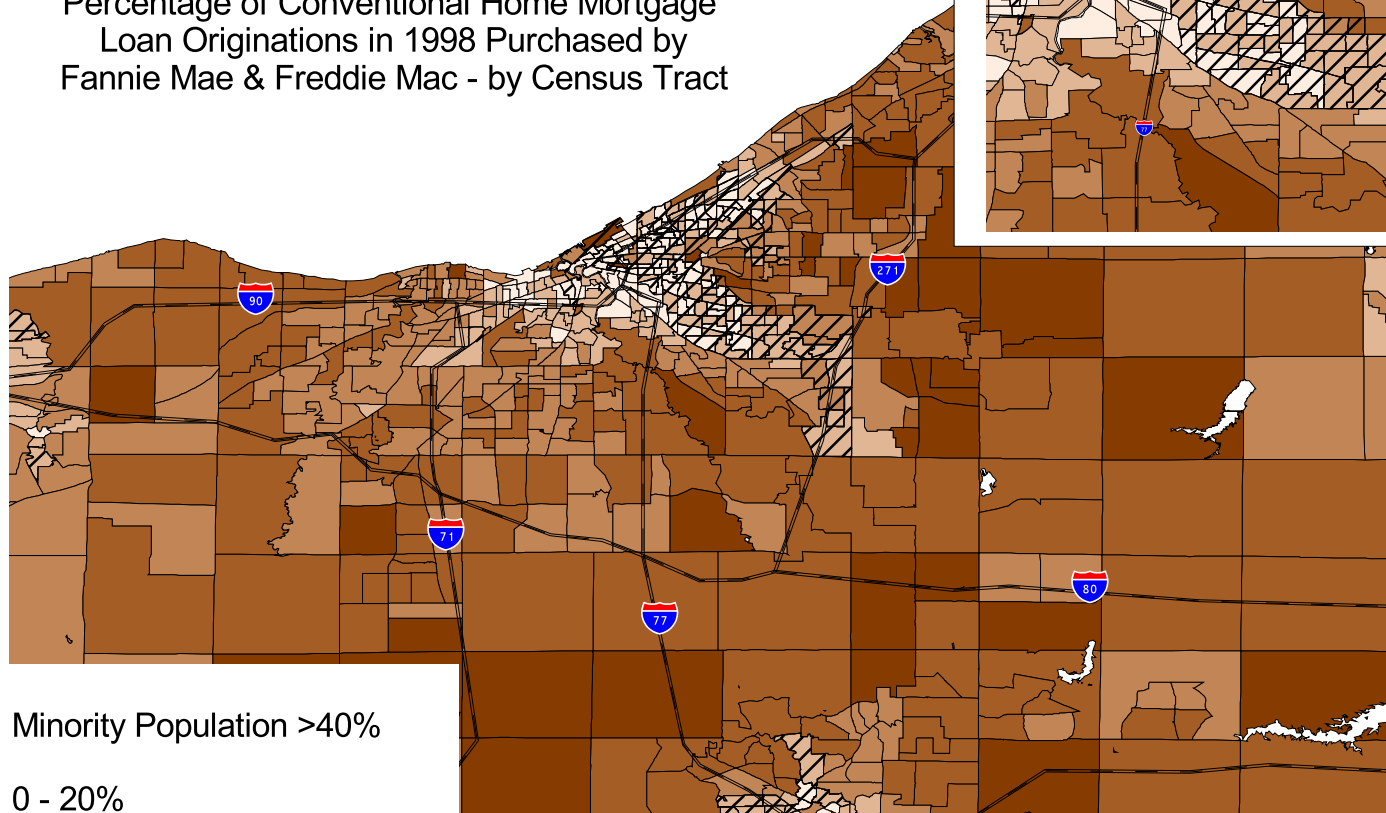 Percentage of Conventional Home Mortgage
Loan Originations in 1998 Purchased by
Fannie Mae & Freddie Mac - by Census Tract
77
271
90
71
80
77
Minority Population >40%
0 - 20%